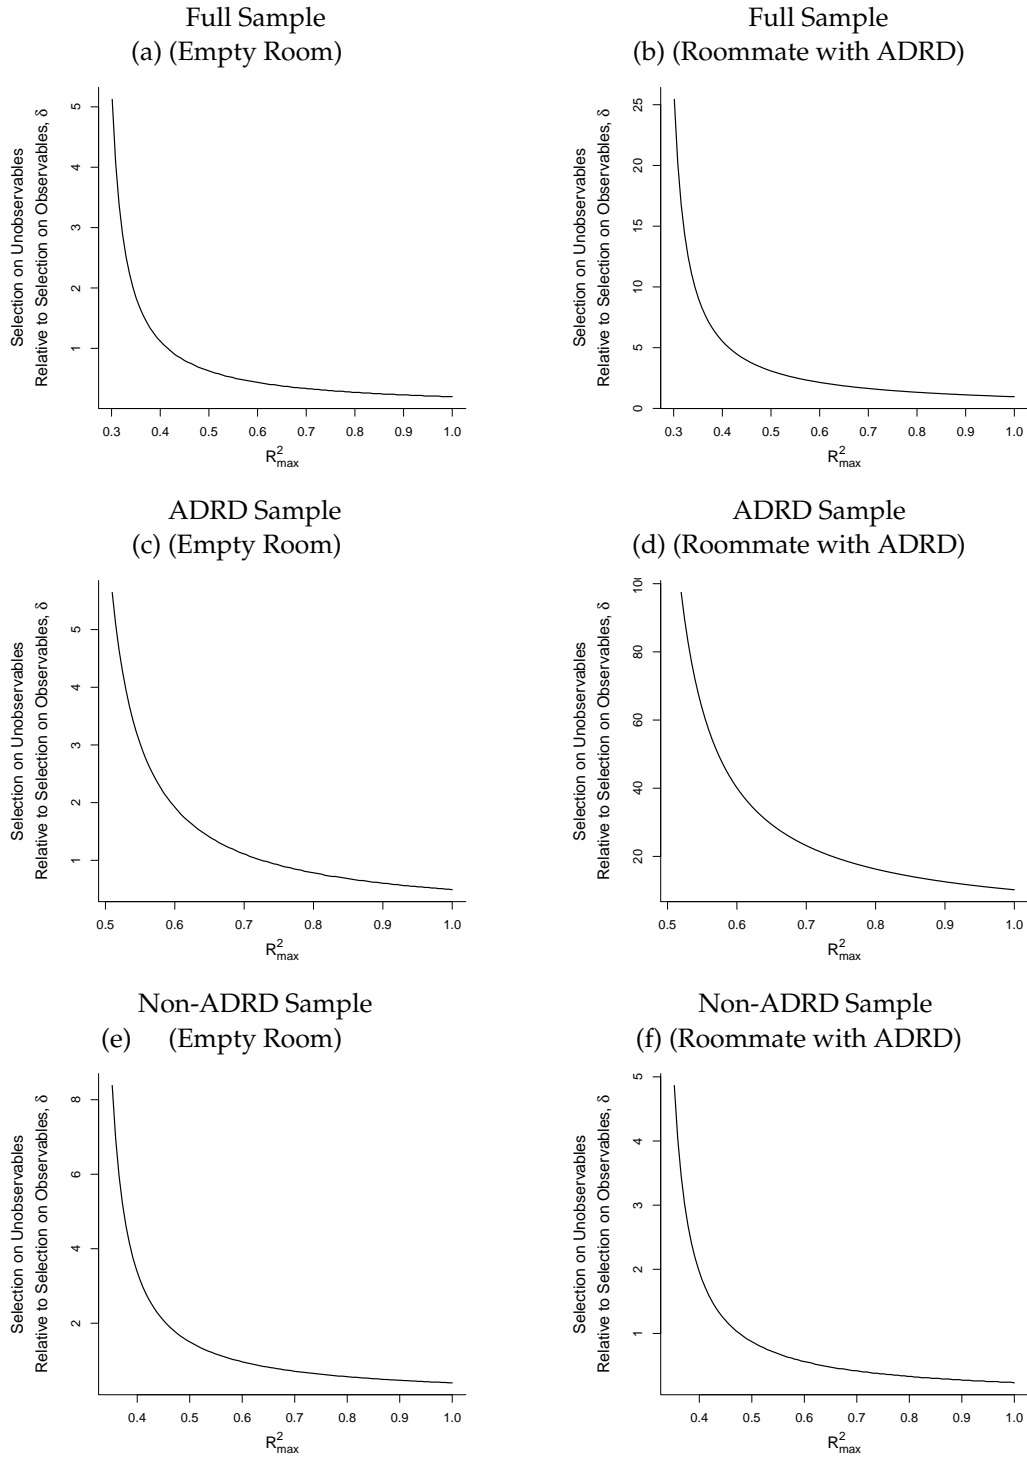 Full Sample
(a) (Empty Room)
Selection on Unobservables
Relative to Selection on Observables, δ
5
4
3
2
1
0.3 0.4 0.5 0.6 0.7 0.8 0.9 1.0
R²max
Full Sample
(b) (Roommate with ADRD)
Selection on Unobservables
Relative to Selection on Observables, δ
25
20
15
10
5
0
0.3 0.4 0.5 0.6 0.7 0.8 0.9 1.0
R²max
ADRD Sample
(c) (Empty Room)
Selection on Unobservables
Relative to Selection on Observables, δ
5
4
3
2
1
0.5 0.6 0.7 0.8 0.9 1.0
R²max
ADRD Sample
(d) (Roommate with ADRD)
Selection on Unobservables
Relative to Selection on Observables, δ
10
80
60
40
20
0.5 0.6 0.7 0.8 0.9 1.0
R²max
Non-ADRD Sample
(e) (Empty Room)
Selection on Unobservables
Relative to Selection on Observables, δ
8
6
4
2
0.4 0.5 0.6 0.7 0.8 0.9 1.0
R²max
Non-ADRD Sample
(f) (Roommate with ADRD)
Selection on Unobservables
Relative to Selection on Observables, δ
5
4
3
2
1
0.4 0.5 0.6 0.7 0.8 0.9 1.0
R²max